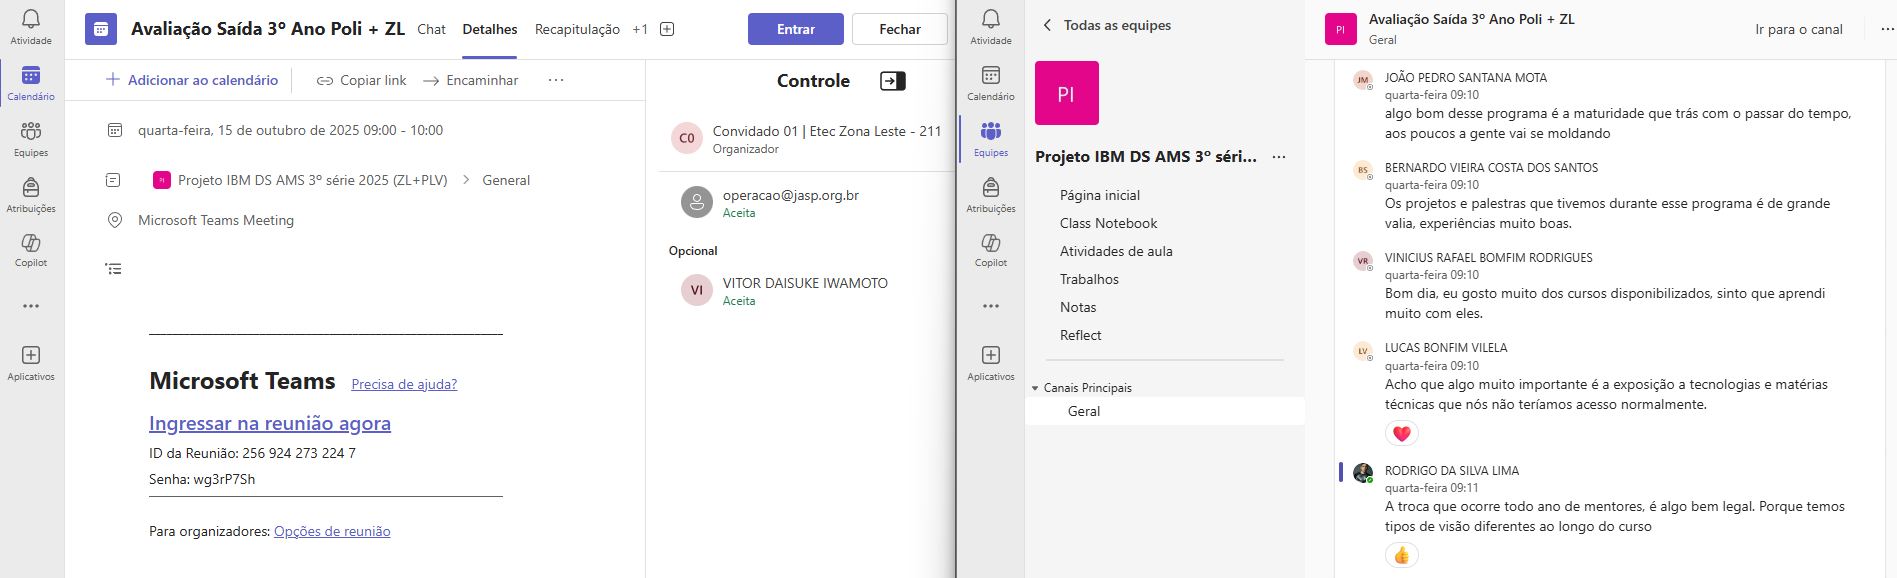 Atividade
Calendário
Equipes
Atribuições
Copilot
Aplicativos
Avaliação Saída 3º Ano Poli + ZL
Chat
Detalhes
Recapitulação
+1
Entrar
Fechar
Adicionar ao calendário
Copiar link
Encaminhar
quarta-feira, 15 de outubro de 2025 09:00 - 10:00
PI
Projeto IBM DS AMS 3º série 2025 (ZL+PLV) > General
Microsoft Teams Meeting
Microsoft Teams
Precisa de ajuda?
Ingressar na reunião agora
ID da Reunião: 256 924 273 224 7
Senha: wg3rP7Sh
Para organizadores: Opções de reunião
Controle
C0
Convidado 01 | Etec Zona Leste - 211
Organizador
operacao@jasp.org.br
Aceita
Opcional
VI
VITOR DAISUKE IWAMOTO
Aceita
Atividade
Calendário
Equipes
Atribuições
Copilot
Aplicativos
Todas as equipes
PI
Projeto IBM DS AMS 3º séri...
Página inicial
Class Notebook
Atividades de aula
Trabalhos
Notas
Reflect
Canais Principais
Geral
PI
Avaliação Saída 3º Ano Poli + ZL
Geral
Ir para o canal
JM
JOÃO PEDRO SANTANA MOTA
quarta-feira 09:10
algo bom desse programa é a maturidade que trás com o passar do tempo,
aos poucos a gente vai se moldando
BS
BERNARDO VIEIRA COSTA DOS SANTOS
quarta-feira 09:10
Os projetos e palestras que tivemos durante esse programa é de grande
valia, experiências muito boas.
VR
VINICIUS RAFAEL BOMFIM RODRIGUES
quarta-feira 09:10
Bom dia, eu gosto muito dos cursos disponibilizados, sinto que aprendi
muito com eles.
LV
LUCAS BONFIM VILELA
quarta-feira 09:10
Acho que algo muito importante é a exposição a tecnologias e matérias
técnicas que nós não teríamos acesso normalmente.
RODRIGO DA SILVA LIMA
quarta-feira 09:11
A troca que ocorre todo ano de mentores, é algo bem legal. Porque temos
tipos de visão diferentes ao longo do curso